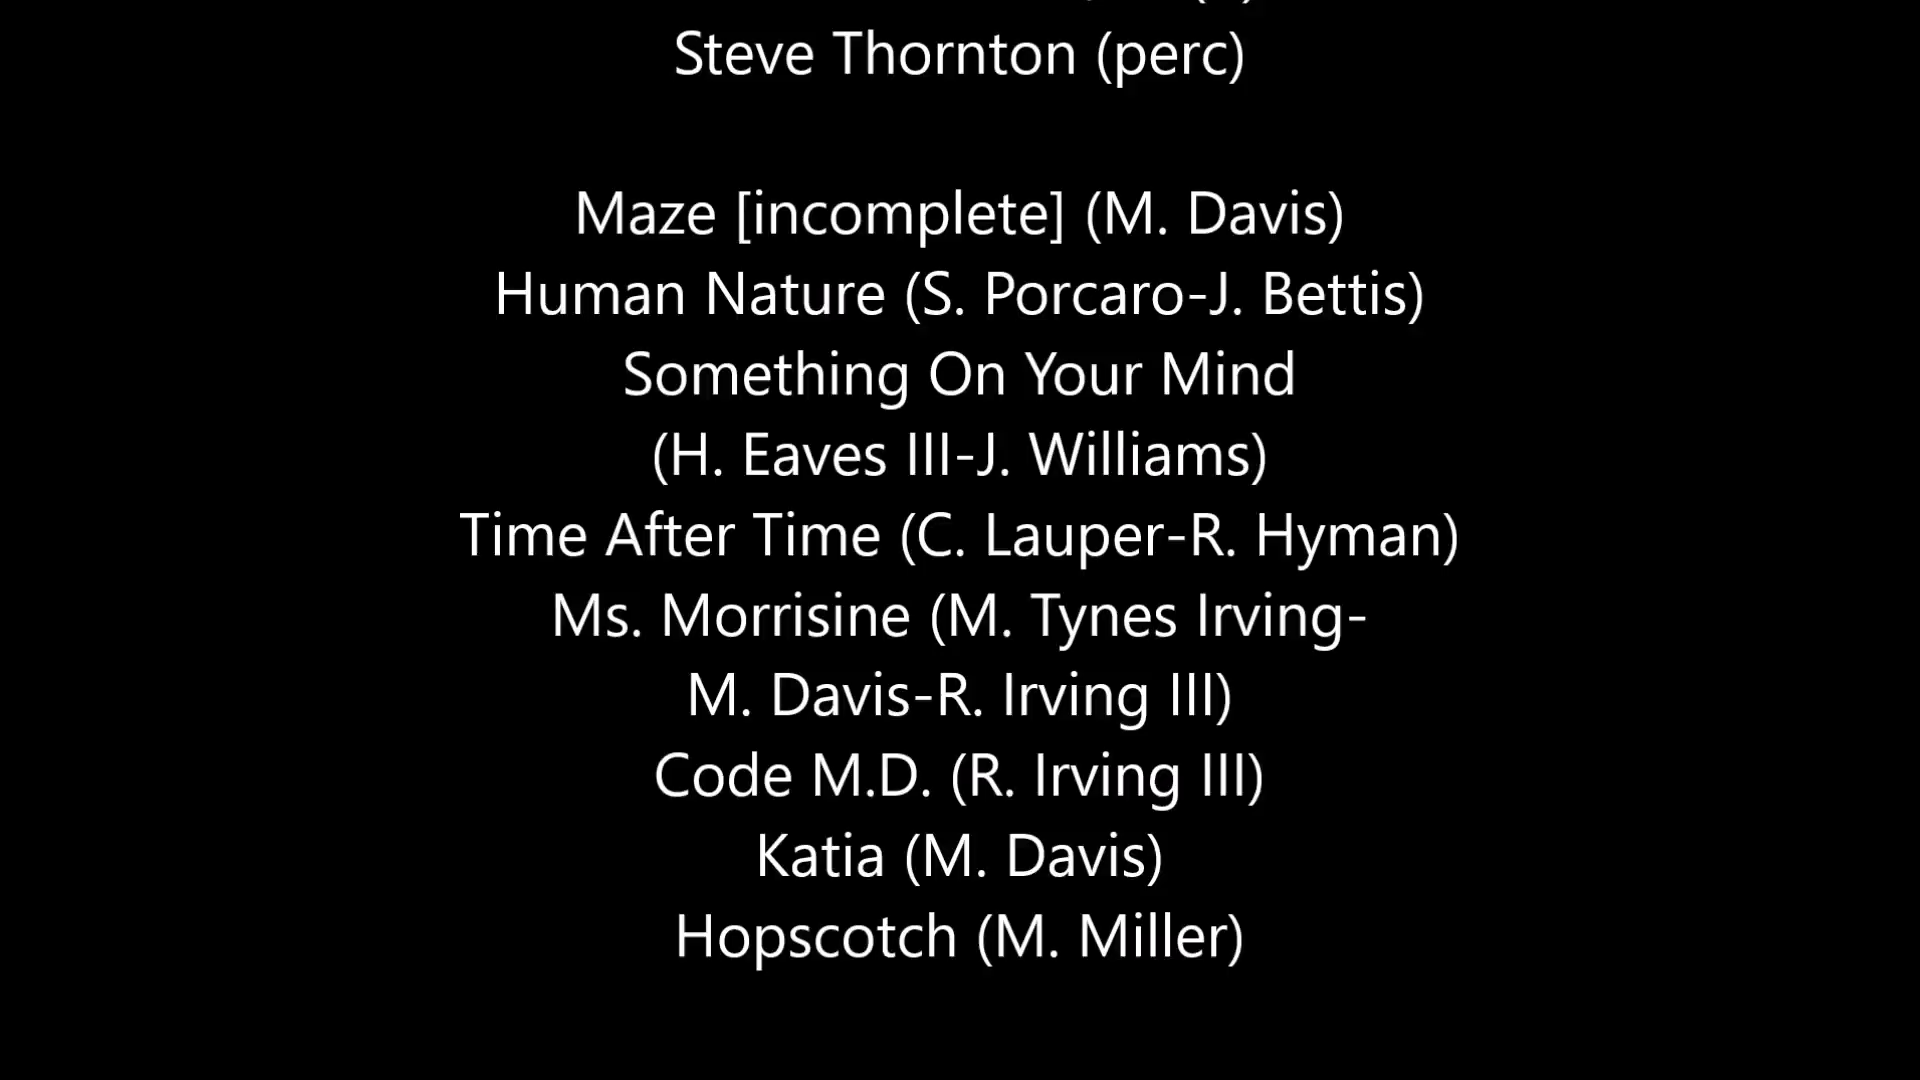 Steve Thornton (perc)
Maze [incomplete] (M. Davis)
Human Nature (S. Porcaro-J. Bettis)
Something On Your Mind
(H. Eaves III-J. Williams)
Time After Time (C. Lauper-R. Hyman)
Ms. Morrisine (M. Tynes Irving-
M. Davis-R. Irving III)
Code M.D. (R. Irving III)
Katia (M. Davis)
Hopscotch (M. Miller)